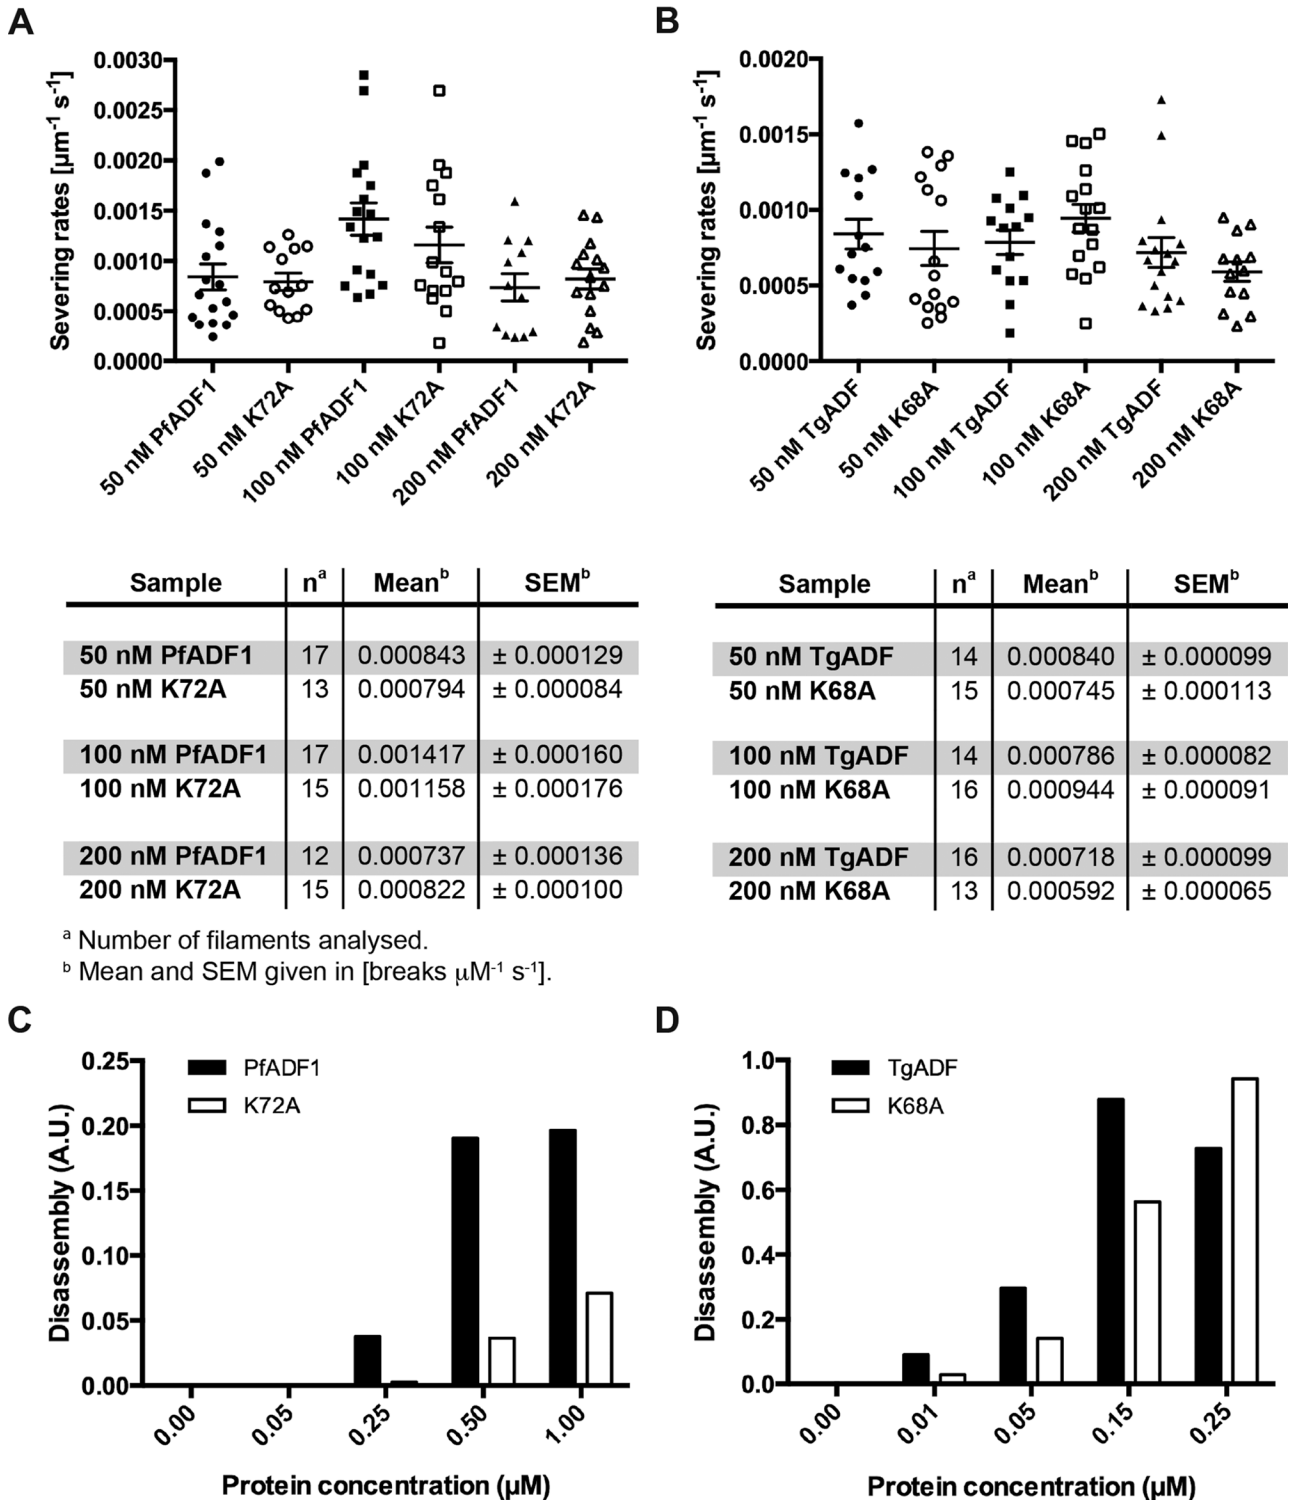 A
B
Severing rates [µm⁻¹ s⁻¹]
0.0030
0.0025
0.0020
0.0015
0.0010
0.0005
0.0000
50 nM PfADF1
50 nM K72A
100 nM PfADF1
100 nM K72A
200 nM PfADF1
200 nM K72A
Severing rates [µm⁻¹ s⁻¹]
0.0020
0.0015
0.0010
0.0005
0.0000
50 nM TgADF
50 nM K68A
100 nM TgADF
100 nM K68A
200 nM TgADF
200 nM K68A
Sample nᵃ Meanᵇ SEMᵇ
50 nM PfADF1 17 0.000843 ± 0.000129
50 nM K72A 13 0.000794 ± 0.000084
100 nM PfADF1 17 0.001417 ± 0.000160
100 nM K72A 15 0.001158 ± 0.000176
200 nM PfADF1 12 0.000737 ± 0.000136
200 nM K72A 15 0.000822 ± 0.000100
ᵃ Number of filaments analysed.
ᵇ Mean and SEM given in [breaks µM⁻¹ s⁻¹].
Sample nᵃ Meanᵇ SEMᵇ
50 nM TgADF 14 0.000840 ± 0.000099
50 nM K68A 15 0.000745 ± 0.000113
100 nM TgADF 14 0.000786 ± 0.000082
100 nM K68A 16 0.000944 ± 0.000091
200 nM TgADF 16 0.000718 ± 0.000099
200 nM K68A 13 0.000592 ± 0.000065
C
Disassembly (A.U.)
0.25
0.20
0.15
0.10
0.05
0.00
PfADF1
K72A
0.00
0.05
0.25
0.50
1.00
Protein concentration (µM)
D
Disassembly (A.U.)
1.0
0.8
0.6
0.4
0.2
0.0
TgADF
K68A
0.00
0.01
0.05
0.15
0.25
Protein concentration (µM)